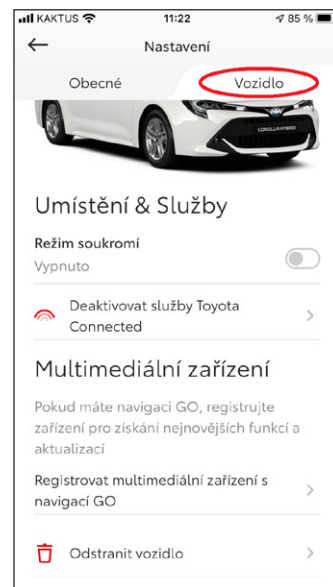 KAKTUS 11:22 85 %
Nastavení
Obecné Vozidlo
COROLLA HYBRID
Umístění & Služby
Režim soukromí
Vypnuto
Deaktivovat služby Toyota
Connected
Multimediální zařízení
Pokud máte navigaci GO, registrujte
zařízení pro získání nejnovějších funkcí a
aktualizací
Registrovat multimediální zařízení s
navigací GO
Odstranit vozidlo